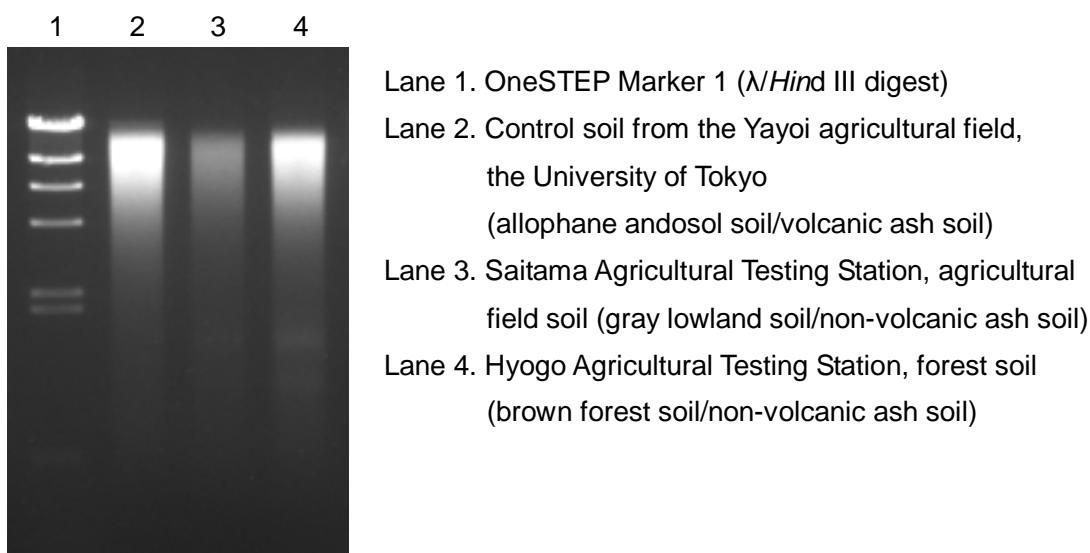 1 2 3 4
Lane 1. OneSTEP Marker 1 (λ/Hind III digest)
Lane 2. Control soil from the Yayoi agricultural field,
the University of Tokyo
(allophane andosol soil/volcanic ash soil)
Lane 3. Saitama Agricultural Testing Station, agricultural
field soil (gray lowland soil/non-volcanic ash soil)
Lane 4. Hyogo Agricultural Testing Station, forest soil
(brown forest soil/non-volcanic ash soil)